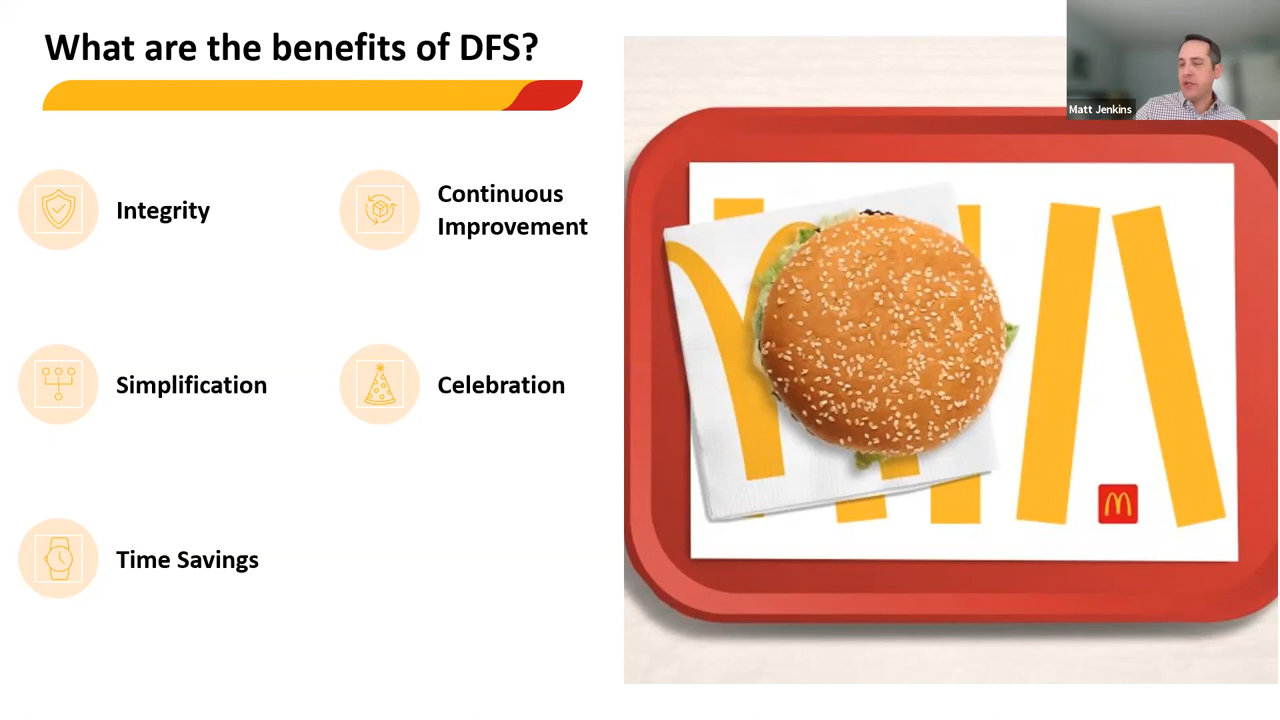 What are the benefits of DFS?
Matt Jenkins
Integrity
Continuous
Improvement
Simplification
Celebration
Time Savings